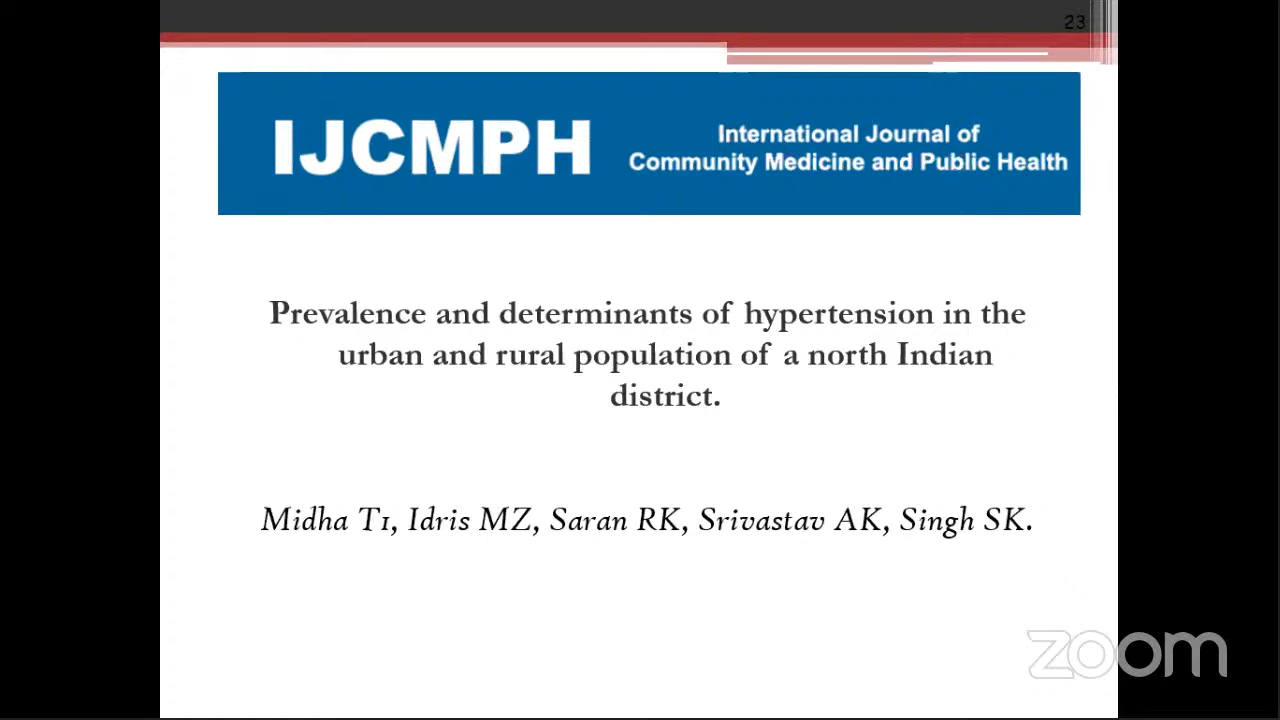 23
IJCMPH
International Journal of
Community Medicine and Public Health
Prevalence and determinants of hypertension in the
urban and rural population of a north Indian
district.
Midha T1, Idris MZ, Saran RK, Srivastav AK, Singh SK.
zoom